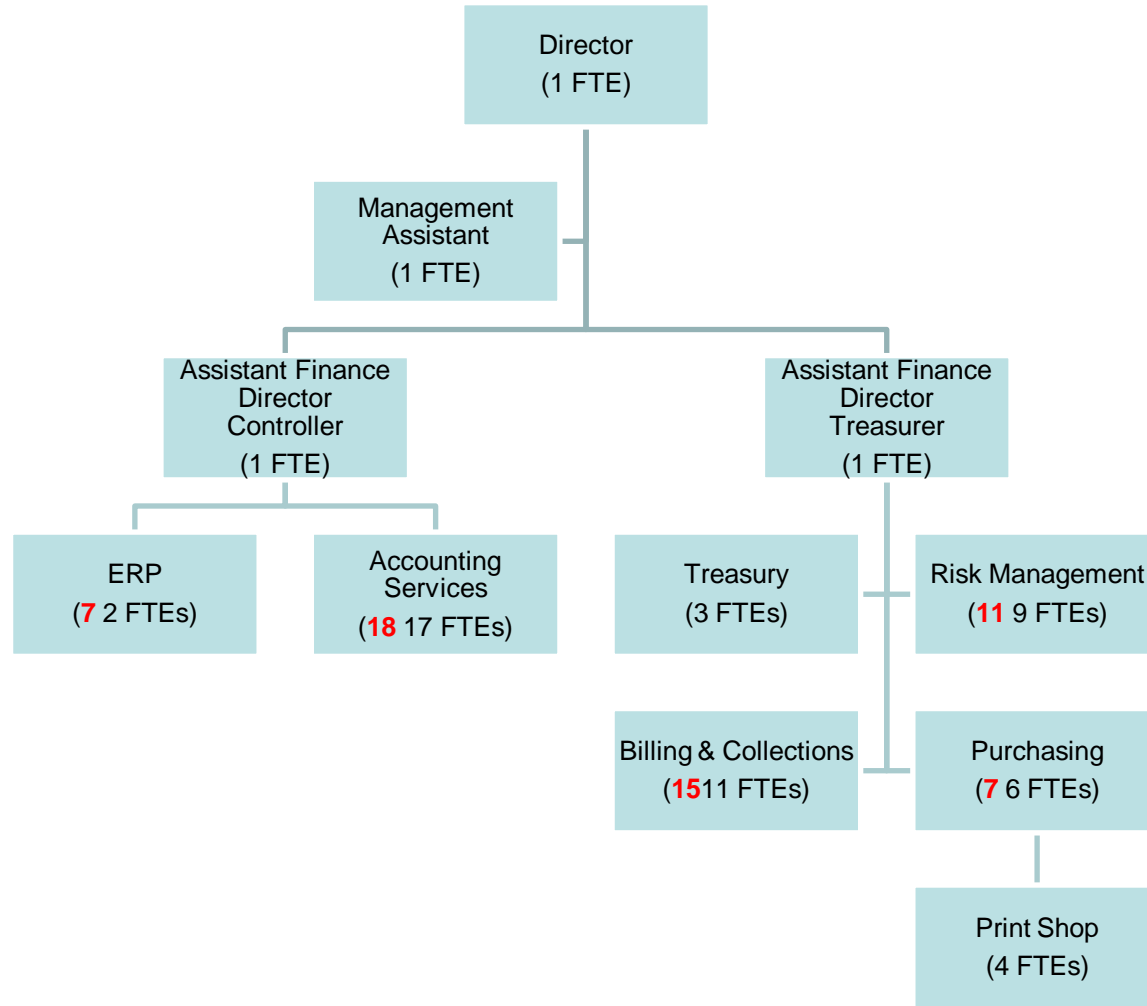 Director
(1 FTE)
Management
Assistant
(1 FTE)
Assistant Finance
Director
Controller
(1 FTE)
Assistant Finance
Director
Treasurer
(1 FTE)
ERP
(7 2 FTEs)
Accounting
Services
(18 17 FTEs)
Treasury
(3 FTEs)
Risk Management
(11 9 FTEs)
Billing & Collections
(1511 FTEs)
Purchasing
(7 6 FTEs)
Print Shop
(4 FTEs)